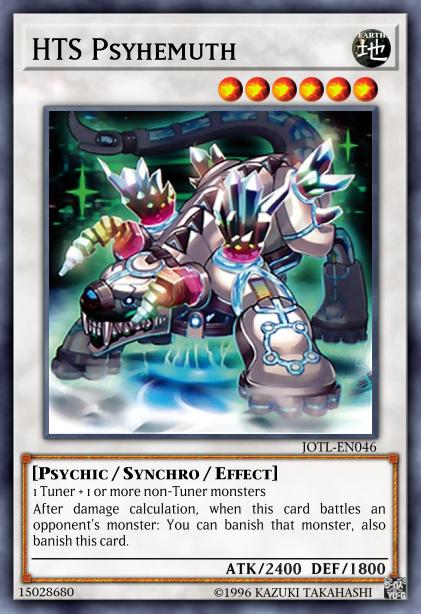 HTS Psyhemuth
EARTH
地
JOTL-EN046
[Psychic / Synchro / Effect]
1 Tuner + 1 or more non-Tuner monsters
After damage calculation, when this card battles an
opponent's monster: You can banish that monster, also
banish this card.
ATK/2400 DEF/1800
15028680
©1996 KAZUKI TAKAHASHI